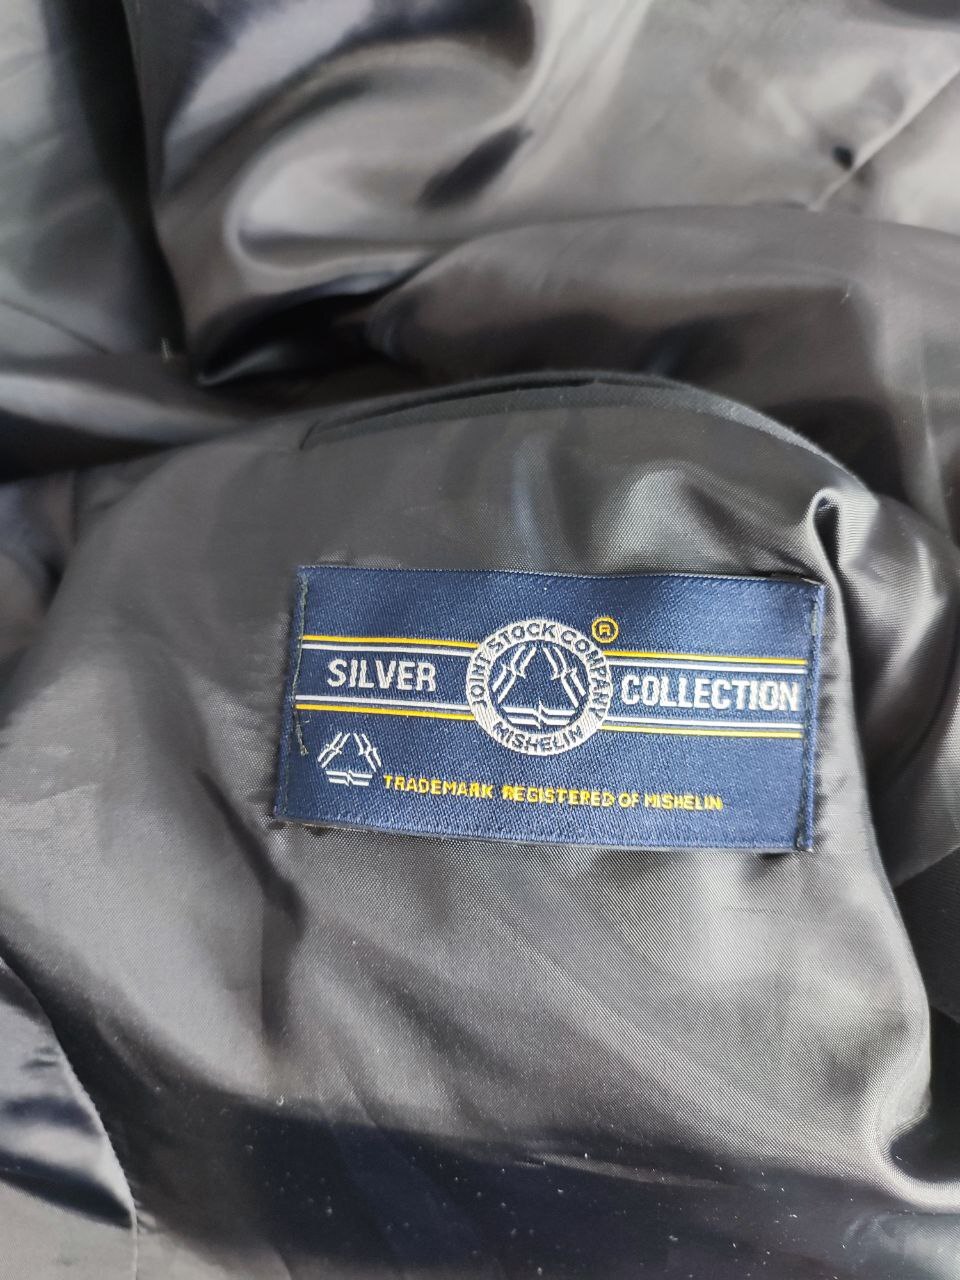 SILVER
JOINT STOCK COMPANY
MISHELIN
®
COLLECTION
TRADEMARK REGISTERED OF MISHELIN